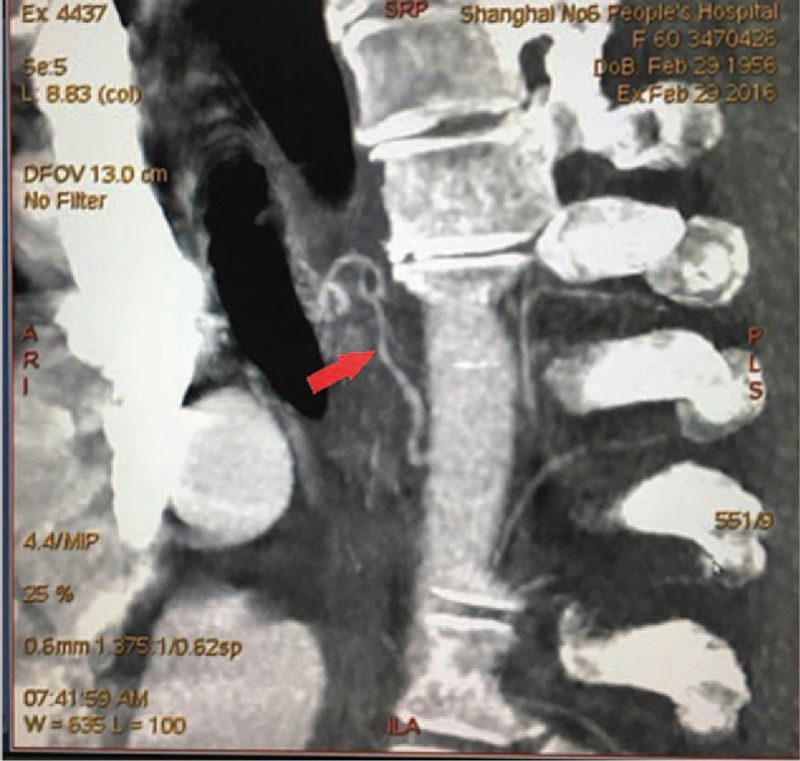 Ex: 4437
SRP
Shanghai No6 People's Hospital
F 60 3470426
Se:5
DoB: Feb 29 1956
L: 8.83 (col)
Ex Feb 29 2016
DFOV 13.0 cm
No Filter
A
R
I
P
L
S
551/9
4.4/MIP
25 %
0.6mm 1.375:1/0.62sp
07:41:59 AM
W = 635 L = 100
ILA